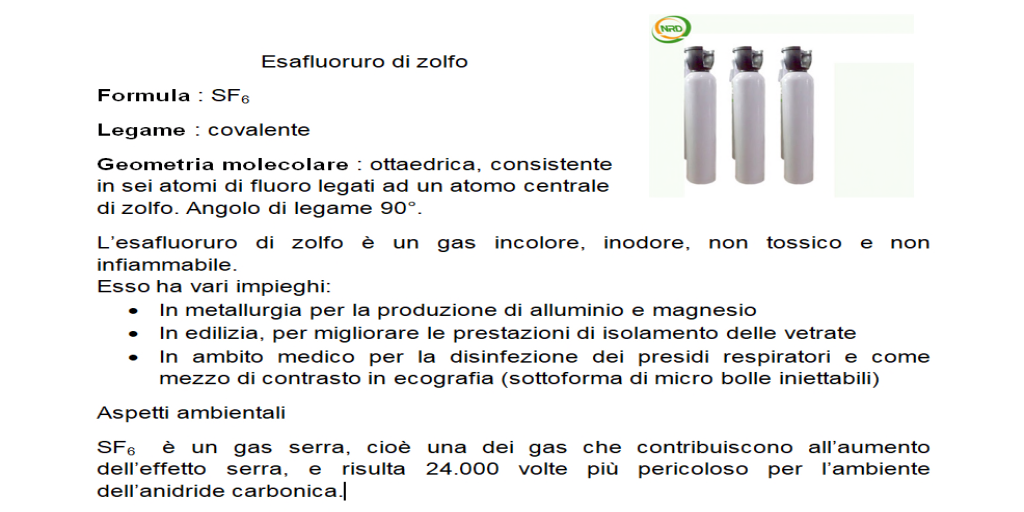 NRD
Esafluoruro di zolfo
Formula : SF₆
Legame : covalente
Geometria molecolare : ottaedrica, consistente
in sei atomi di fluoro legati ad un atomo centrale
di zolfo. Angolo di legame 90°.
L'esafluoruro di zolfo è un gas incolore, inodore, non tossico e non
infiammabile.
Esso ha vari impieghi:
• In metallurgia per la produzione di alluminio e magnesio
• In edilizia, per migliorare le prestazioni di isolamento delle vetrate
• In ambito medico per la disinfezione dei presidi respiratori e come
mezzo di contrasto in ecografia (sottoforma di micro bolle iniettabili)
Aspetti ambientali
SF₆ è un gas serra, cioè una dei gas che contribuiscono all'aumento
dell'effetto serra, e risulta 24.000 volte più pericoloso per l'ambiente
dell'anidride carbonica.